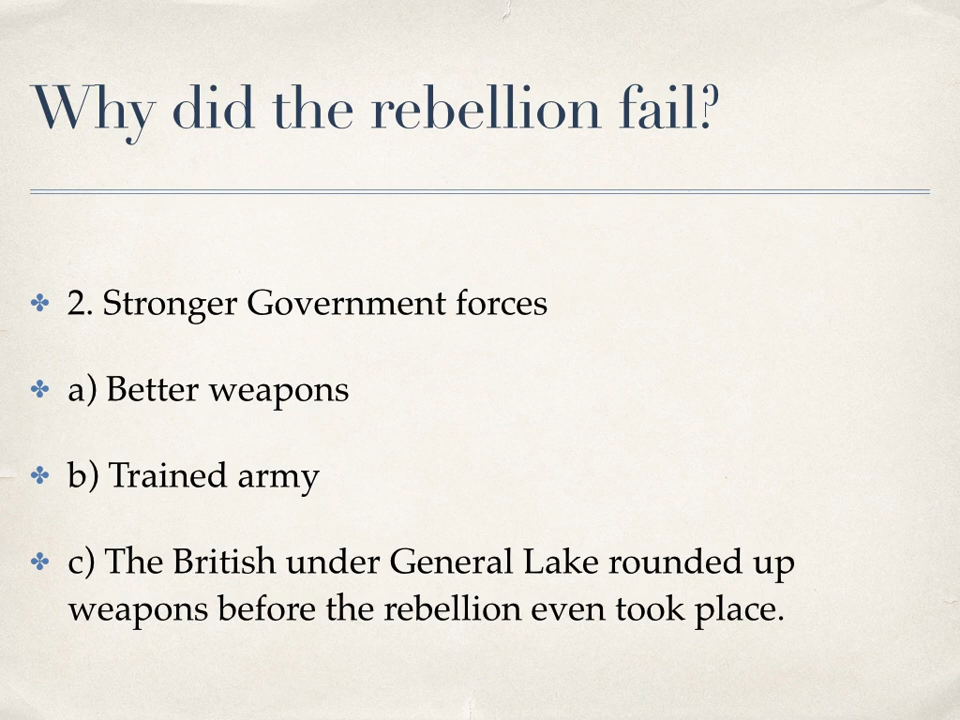 Why did the rebellion fail?
2. Stronger Government forces
a) Better weapons
b) Trained army
c) The British under General Lake rounded up
weapons before the rebellion even took place.